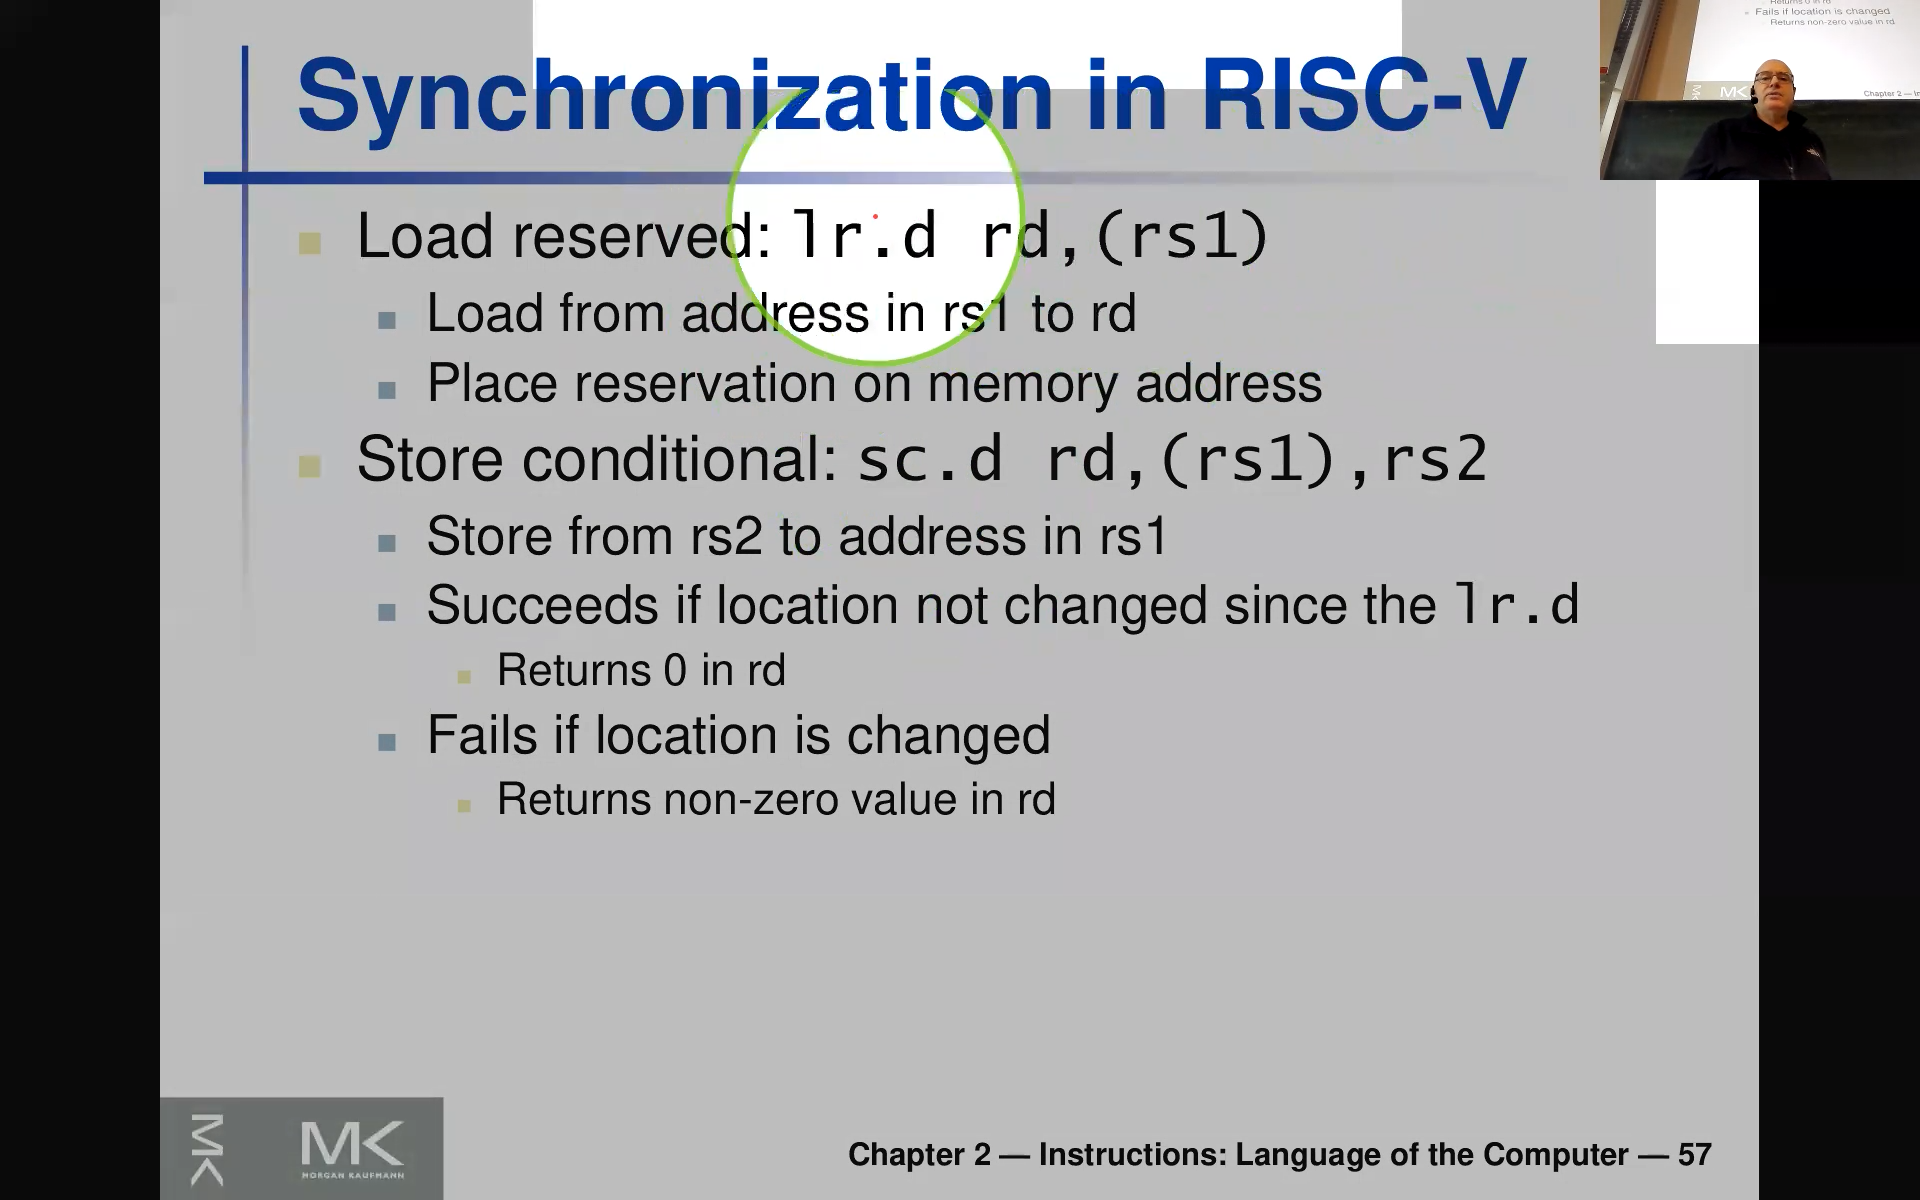 Synchronization in RISC-V
Load reserved: lr.d rd,(rs1)
Load from address in rs1 to rd
Place reservation on memory address
Store conditional: sc.d rd,(rs1),rs2
Store from rs2 to address in rs1
Succeeds if location not changed since the lr.d
Returns 0 in rd
Fails if location is changed
Returns non-zero value in rd
MK
MK
MORGAN KAUFMANN
Chapter 2 — Instructions: Language of the Computer — 57
Returns 0 in rd
Fails if location is changed
Returns non-zero value in rd
MK
Chapter 2 — In